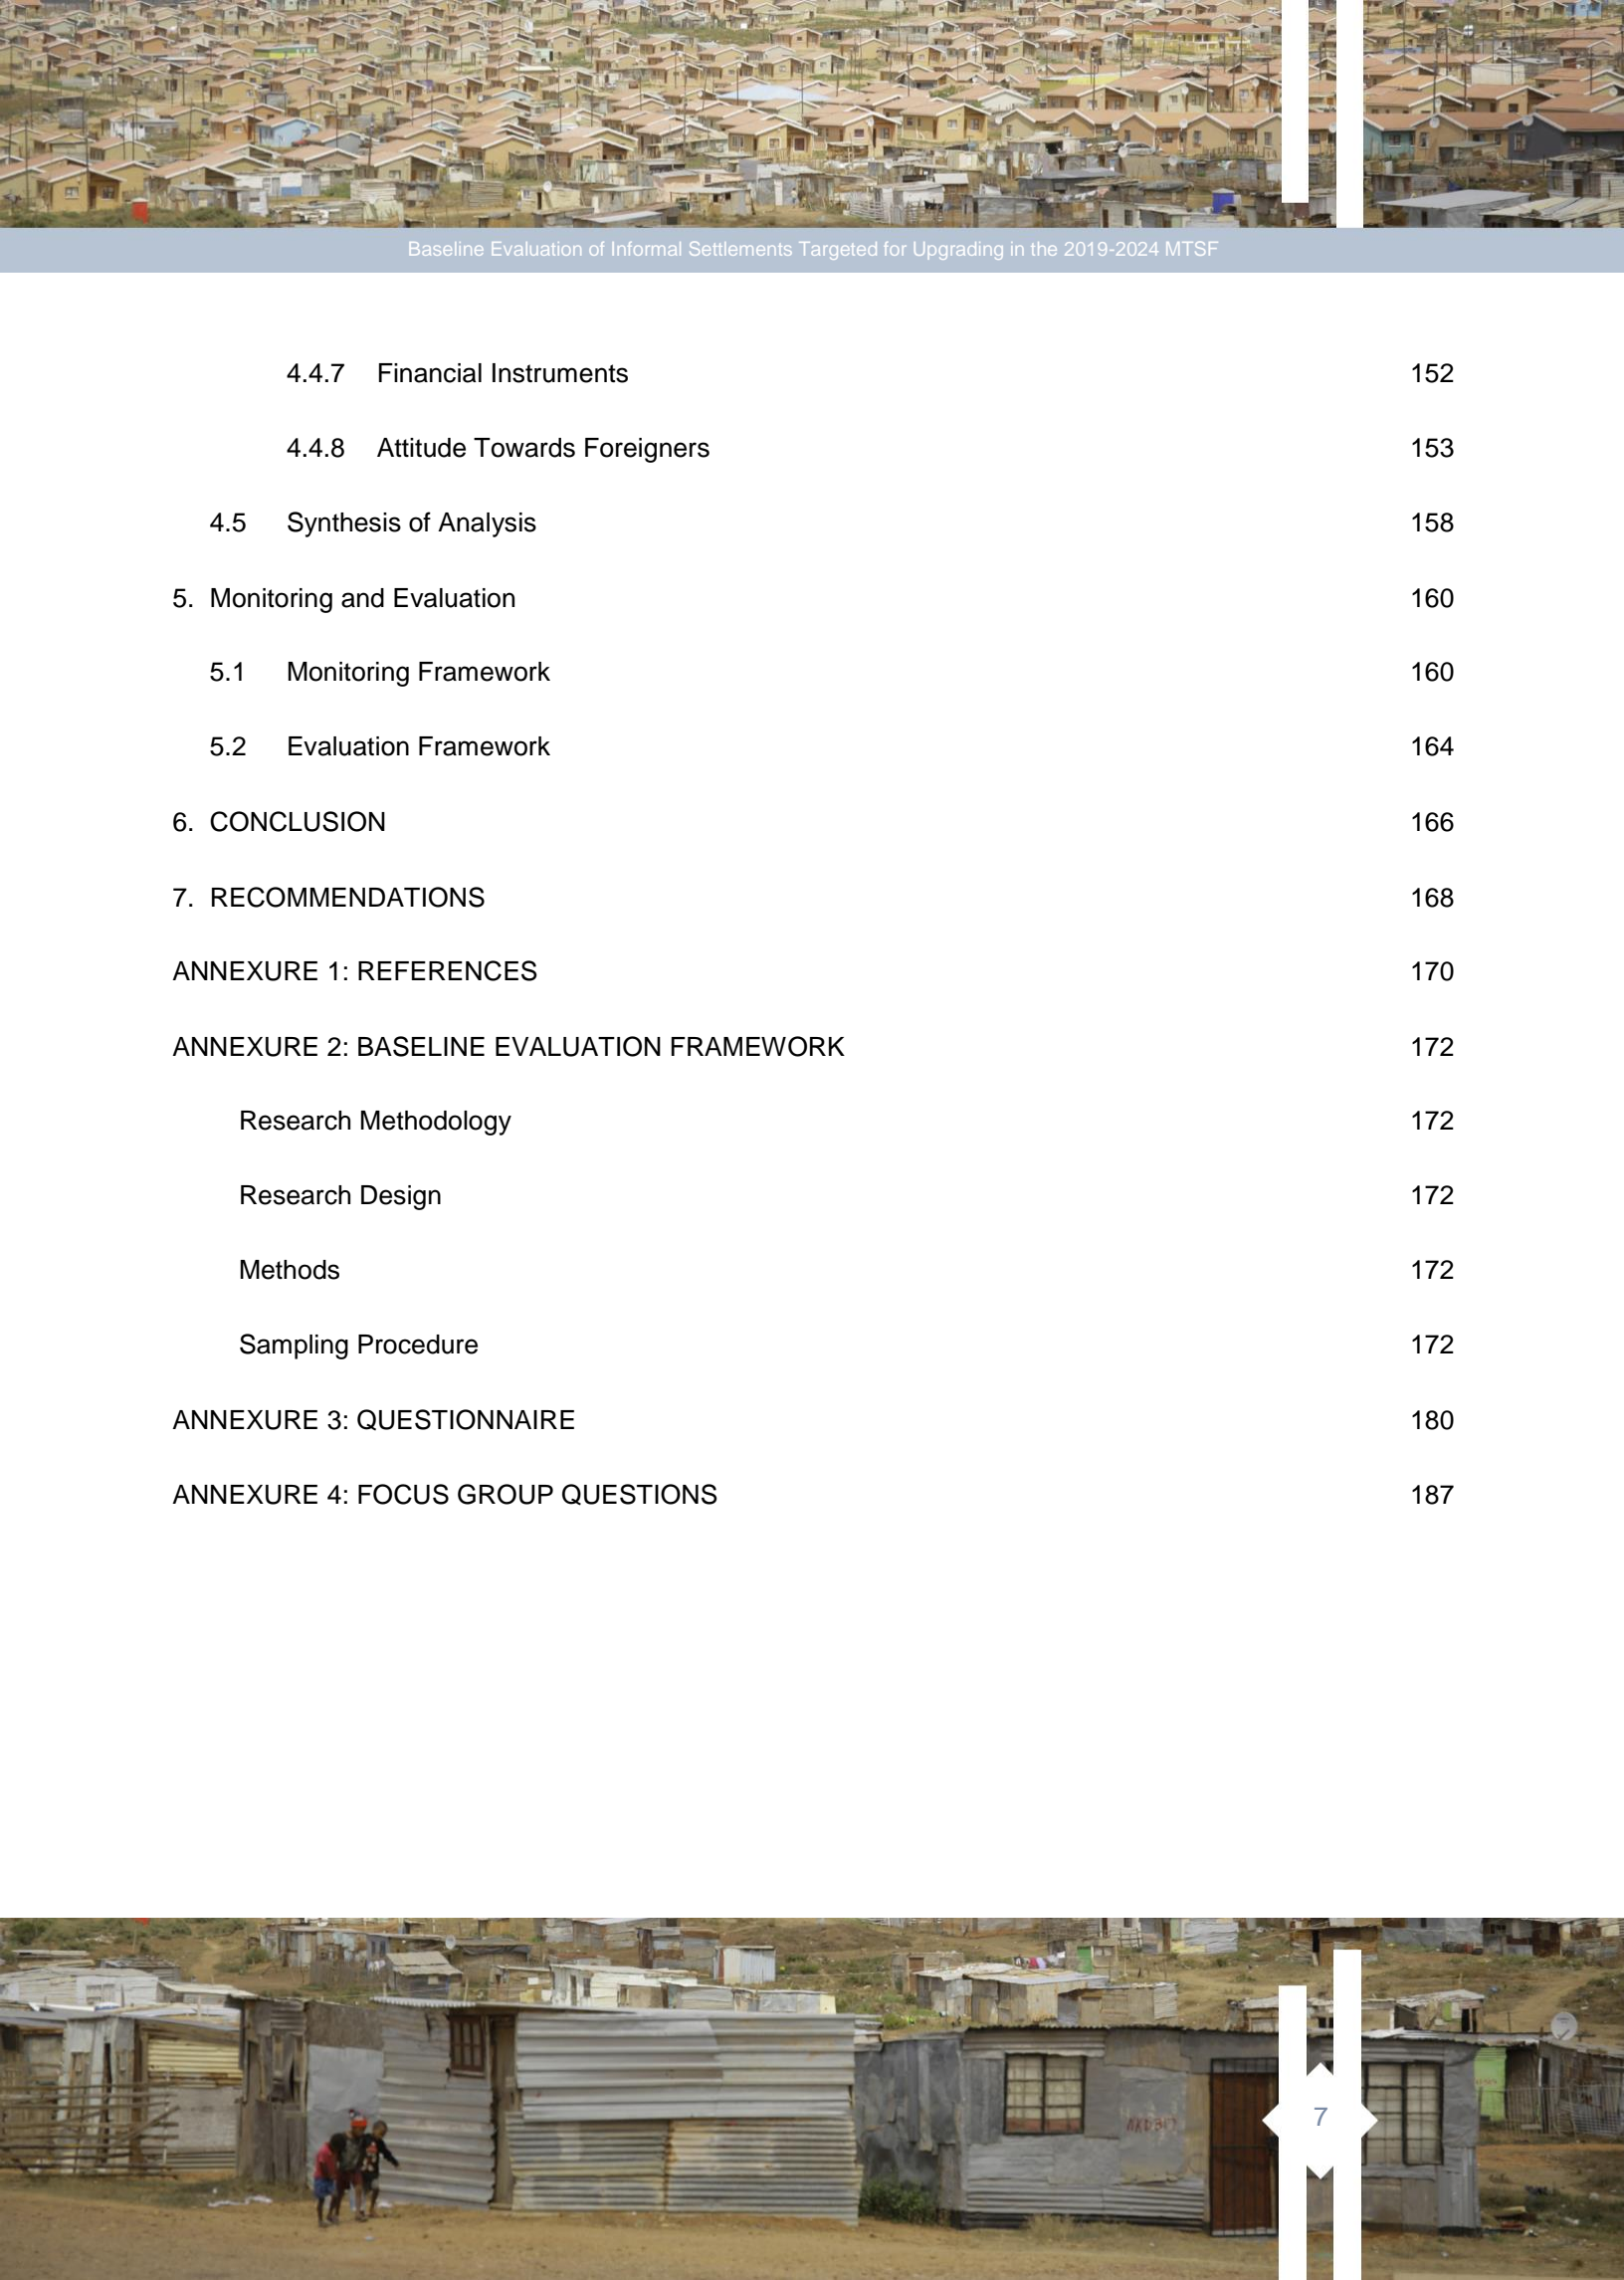 Baseline Evaluation of Informal Settlements Targeted for Upgrading in the 2019-2024 MTSF
4.4.7 Financial Instruments 152
4.4.8 Attitude Towards Foreigners 153
4.5 Synthesis of Analysis 158
5. Monitoring and Evaluation 160
5.1 Monitoring Framework 160
5.2 Evaluation Framework 164
6. CONCLUSION 166
7. RECOMMENDATIONS 168
ANNEXURE 1: REFERENCES 170
ANNEXURE 2: BASELINE EVALUATION FRAMEWORK 172
Research Methodology 172
Research Design 172
Methods 172
Sampling Procedure 172
ANNEXURE 3: QUESTIONNAIRE 180
ANNEXURE 4: FOCUS GROUP QUESTIONS 187
7